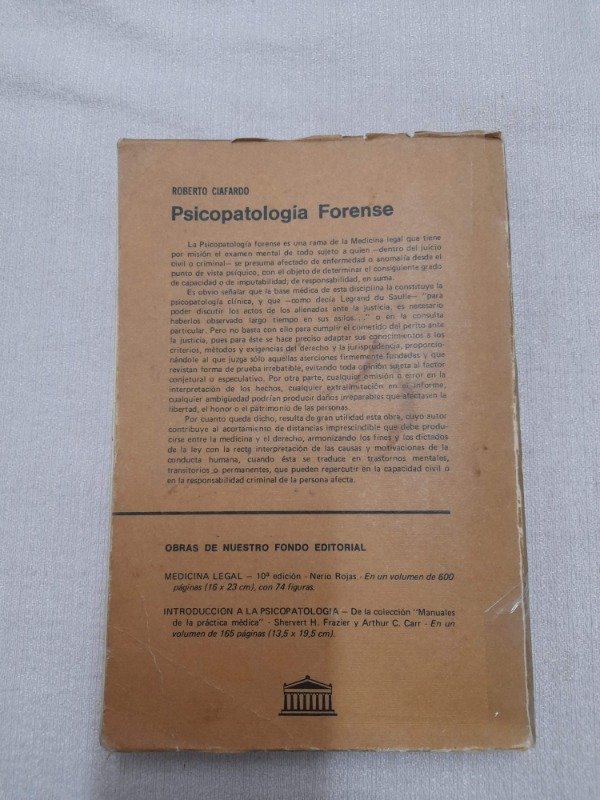 ROBERTO CIAFARDO
Psicopatología Forense
La Psicopatología forense es una rama de la Medicina legal que tiene
por misión el examen mental de todo sujeto a quien —dentro del juicio
civil o criminal— se presuma afectado de enfermedad o anomalía desde el
punto de vista psíquico, con el objeto de determinar el consiguiente grado
de capacidad o de imputabilidad, de responsabilidad, en suma.
Es obvio señalar que la base médica de esta disciplina la constituye la
psicopatología clínica, y que —como decía Legrand du Saulle— "para
poder discutir los actos de los alienados ante la justicia, es necesario
haberlos observado largo tiempo en sus asilos..." o en la consulta
particular. Pero no basta con ello para cumplir el cometido del perito ante
la justicia, pues para éste se hace preciso adaptar sus conocimientos a los
criterios, métodos y exigencias del derecho y la jurisprudencia, proporcio-
nándole al que juzga sólo aquellas aserciones firmemente fundadas y que
revistan forma de prueba irrebatible, evitando toda opinión sujeta al factor
conjetural o especulativo. Por otra parte, cualquier omisión o error en la
interpretación de los hechos, cualquier extralimitación en el informe,
cualquier ambigüedad podrían producir daños irreparables que afectasen la
libertad, el honor o el patrimonio de las personas.
Por cuanto queda dicho, resulta de gran utilidad esta obra, cuyo autor
contribuye al acortamiento de distancias imprescindible que debe produ-
cirse entre la medicina y el derecho, armonizando los fines y los dictados
de la ley con la recta interpretación de las causas y motivaciones de la
conducta humana, cuando ésta se traduce en trastornos mentales,
transitorios o permanentes, que pueden repercutir en la capacidad civil o
en la responsabilidad criminal de la persona afecta.
OBRAS DE NUESTRO FONDO EDITORIAL
MEDICINA LEGAL — 10ª edición - Nerio Rojas - En un volumen de 600
páginas (16 x 23 cm), con 74 figuras.
INTRODUCCION A LA PSICOPATOLOGIA — De la colección "Manuales
de la práctica médica" - Shervert H. Frazier y Arthur C. Carr - En un
volumen de 165 páginas (13,5 x 19,5 cm).